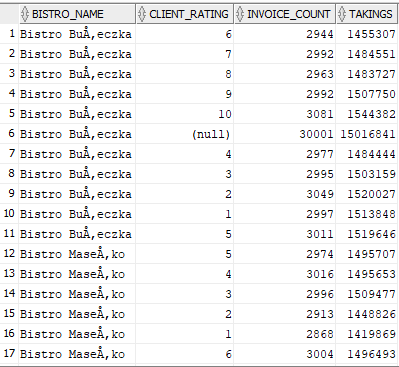 BISTRO_NAME CLIENT_RATING INVOICE_COUNT TAKINGS
1 Bistro BuÅ‚eczka 6 2944 1455307
2 Bistro BuÅ‚eczka 7 2992 1484551
3 Bistro BuÅ‚eczka 8 2963 1483727
4 Bistro BuÅ‚eczka 9 2992 1507750
5 Bistro BuÅ‚eczka 10 3081 1544382
6 Bistro BuÅ‚eczka (null) 30001 15016841
7 Bistro BuÅ‚eczka 4 2977 1484444
8 Bistro BuÅ‚eczka 3 2995 1503159
9 Bistro BuÅ‚eczka 2 3049 1520027
10 Bistro BuÅ‚eczka 1 2997 1513848
11 Bistro BuÅ‚eczka 5 3011 1519646
12 Bistro MaseÅ‚ko 5 2974 1495707
13 Bistro MaseÅ‚ko 4 3016 1495653
14 Bistro MaseÅ‚ko 3 2996 1509477
15 Bistro MaseÅ‚ko 2 2913 1448826
16 Bistro MaseÅ‚ko 1 2868 1419869
17 Bistro MaseÅ‚ko 6 3004 1496493